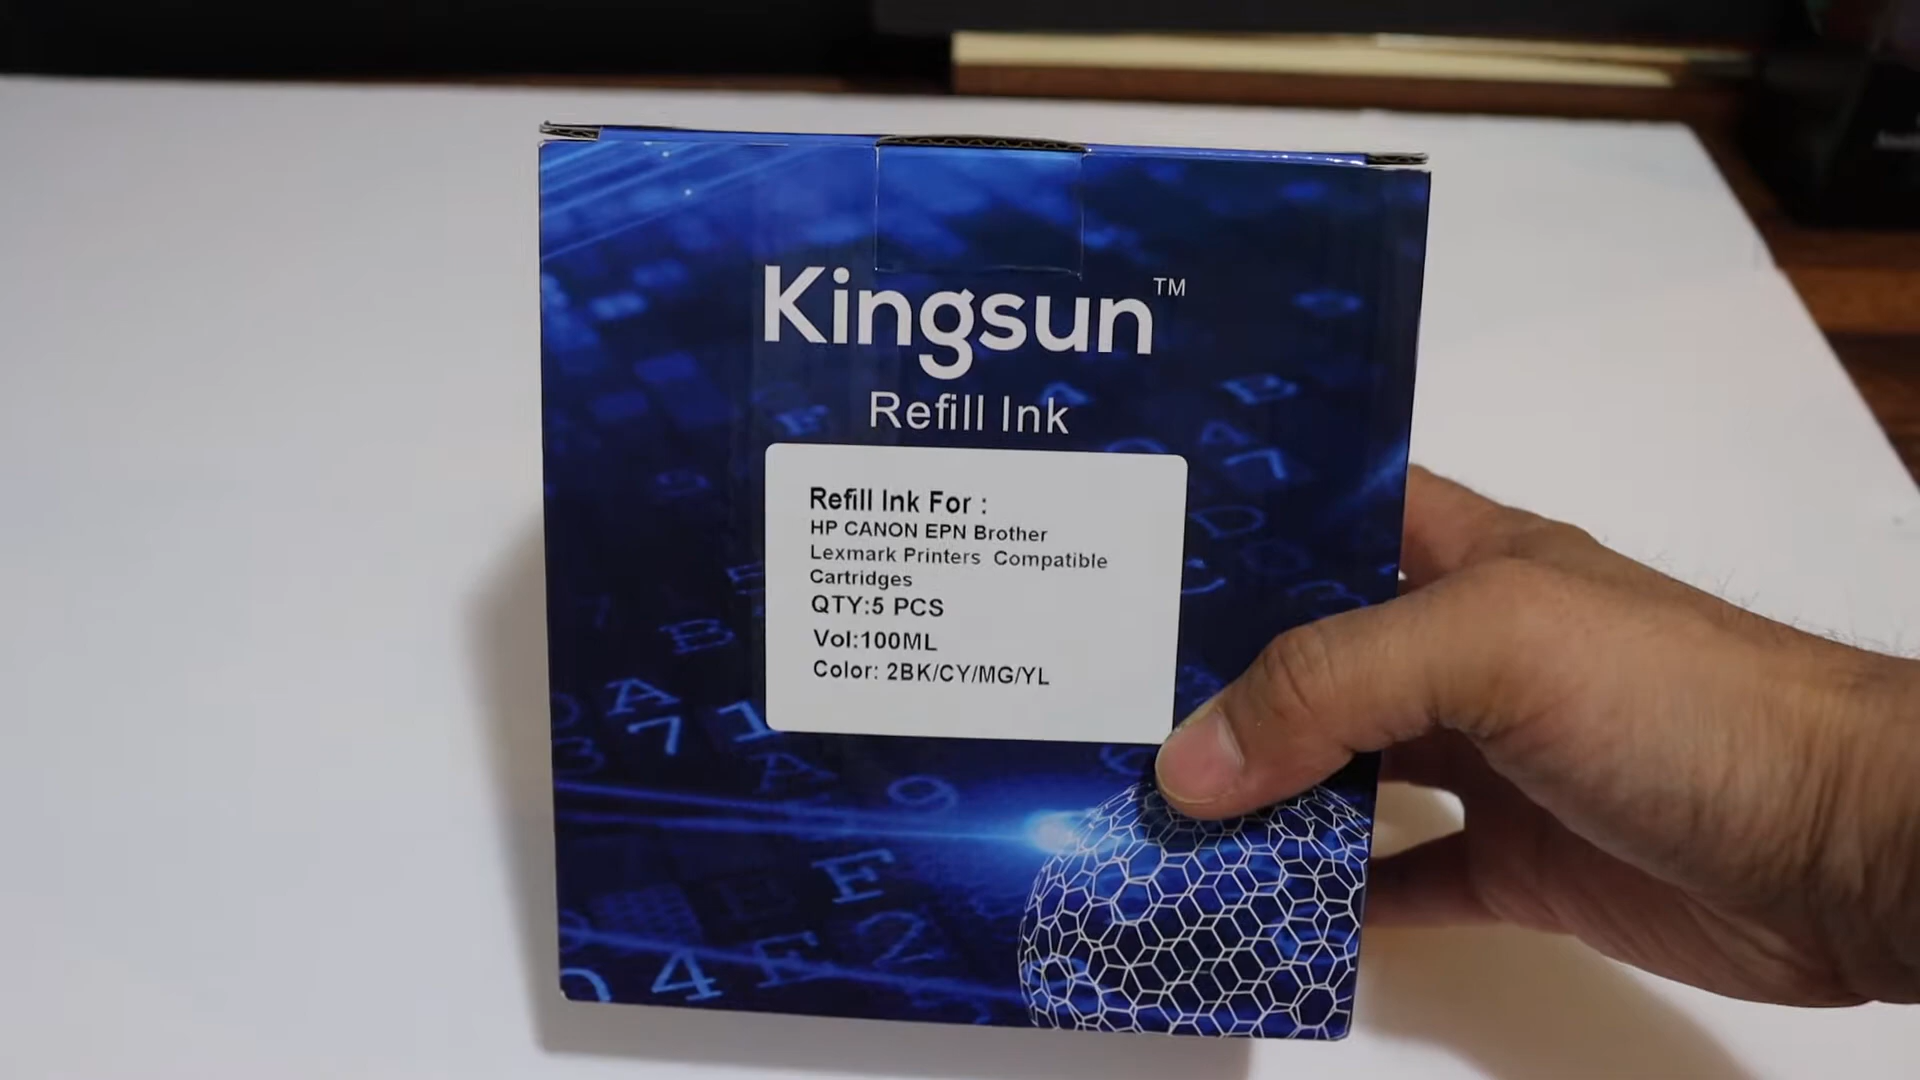 Kingsun™
Refill Ink
Refill Ink For :
HP CANON EPN Brother
Lexmark Printers Compatible
Cartridges
QTY:5 PCS
Vol:100ML
Color: 2BK/CY/MG/YL